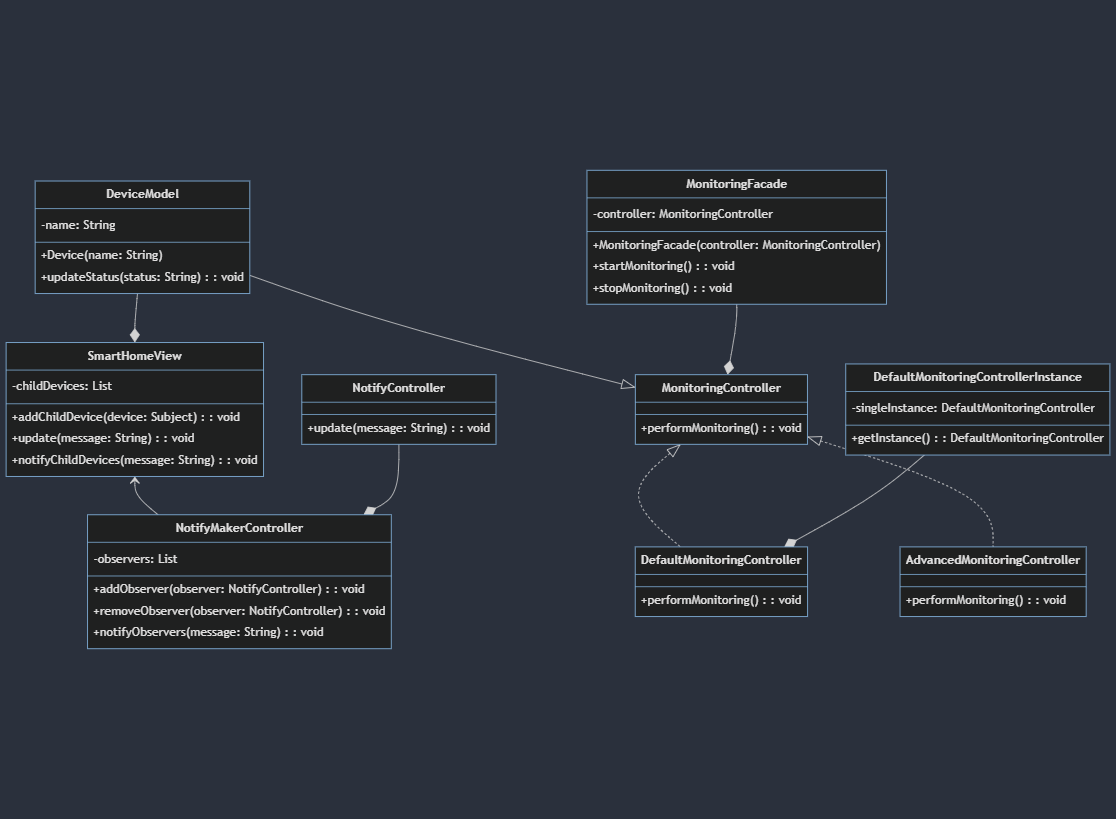 DeviceModel
-name: String
+Device(name: String)
+updateStatus(status: String) : : void
MonitoringFacade
-controller: MonitoringController
+MonitoringFacade(controller: MonitoringController)
+startMonitoring() : : void
+stopMonitoring() : : void
SmartHomeView
-childDevices: List
+addChildDevice(device: Subject) : : void
+update(message: String) : : void
+notifyChildDevices(message: String) : : void
NotifyController
+update(message: String) : : void
MonitoringController
+performMonitoring() : : void
DefaultMonitoringControllerInstance
-singleInstance: DefaultMonitoringController
+getInstance() : : DefaultMonitoringController
NotifyMakerController
-observers: List
+addObserver(observer: NotifyController) : : void
+removeObserver(observer: NotifyController) : : void
+notifyObservers(message: String) : : void
DefaultMonitoringController
+performMonitoring() : : void
AdvancedMonitoringController
+performMonitoring() : : void